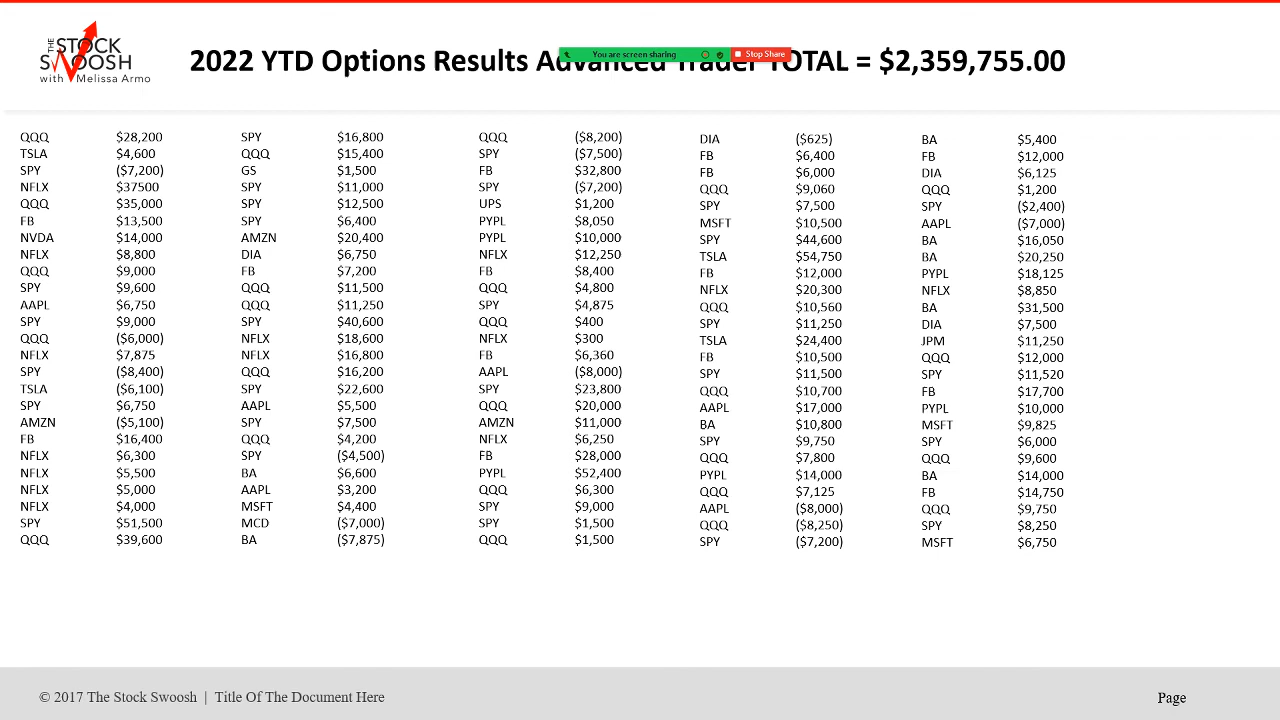 THE STOCK
SWOOSH
with Melissa Armo
2022 YTD Options Results Advanced Trader TOTAL = $2,359,755.00
You are screen sharing Stop Share
QQQ $28,200 SPY $16,800 QQQ ($8,200) DIA ($625) BA $5,400
TSLA $4,600 QQQ $15,400 SPY ($7,500) FB $6,400 FB $12,000
SPY ($7,200) GS $1,500 FB $32,800 FB $6,000 DIA $6,125
NFLX $37500 SPY $11,000 SPY ($7,200) QQQ $9,060 QQQ $1,200
QQQ $35,000 SPY $12,500 UPS $1,200 SPY $7,500 SPY ($2,400)
FB $13,500 SPY $6,400 PYPL $8,050 MSFT $10,500 AAPL ($7,000)
NVDA $14,000 AMZN $20,400 PYPL $10,000 SPY $44,600 BA $16,050
NFLX $8,800 DIA $6,750 NFLX $12,250 TSLA $54,750 BA $20,250
QQQ $9,000 FB $7,200 FB $8,400 FB $12,000 PYPL $18,125
SPY $9,600 QQQ $11,500 QQQ $4,800 NFLX $20,300 NFLX $8,850
AAPL $6,750 QQQ $11,250 SPY $4,875 QQQ $10,560 BA $31,500
SPY $9,000 SPY $40,600 QQQ $400 SPY $11,250 DIA $7,500
QQQ ($6,000) NFLX $18,600 NFLX $300 TSLA $24,400 JPM $11,250
NFLX $7,875 NFLX $16,800 FB $6,360 FB $10,500 QQQ $12,000
SPY ($8,400) QQQ $16,200 AAPL ($8,000) SPY $11,500 SPY $11,520
TSLA ($6,100) SPY $22,600 SPY $23,800 QQQ $10,700 FB $17,700
SPY $6,750 AAPL $5,500 QQQ $20,000 AAPL $17,000 PYPL $10,000
AMZN ($5,100) SPY $7,500 AMZN $11,000 BA $10,800 MSFT $9,825
FB $16,400 QQQ $4,200 NFLX $6,250 SPY $9,750 SPY $6,000
NFLX $6,300 SPY ($4,500) FB $28,000 QQQ $7,800 QQQ $9,600
NFLX $5,500 BA $6,600 PYPL $52,400 PYPL $14,000 BA $14,000
NFLX $5,000 AAPL $3,200 QQQ $6,300 QQQ $7,125 FB $14,750
NFLX $4,000 MSFT $4,400 SPY $9,000 AAPL ($8,000) QQQ $9,750
SPY $51,500 MCD ($7,000) SPY $1,500 QQQ ($8,250) SPY $8,250
QQQ $39,600 BA ($7,875) QQQ $1,500 SPY ($7,200) MSFT $6,750
© 2017 The Stock Swoosh | Title Of The Document Here Page